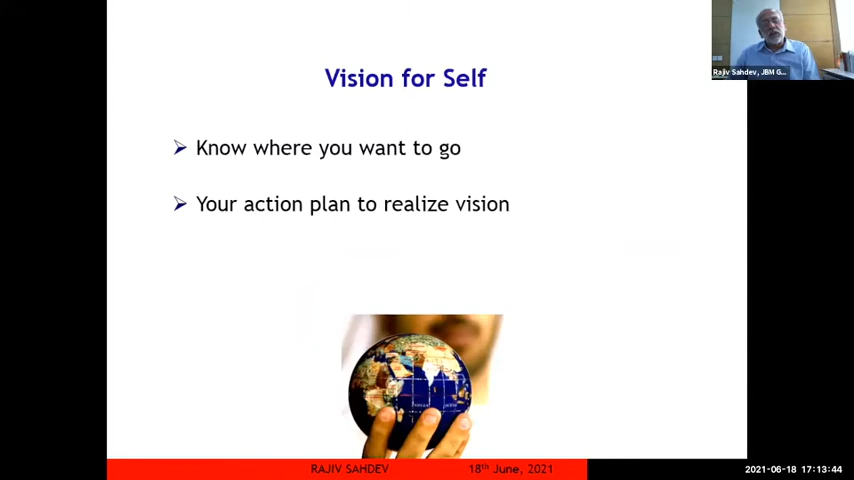 Vision for Self
Rajiv Sahdev, JBM G...
Know where you want to go
Your action plan to realize vision
RAJIV SAHDEV 18th June, 2021
2021-06-18 17:13:44